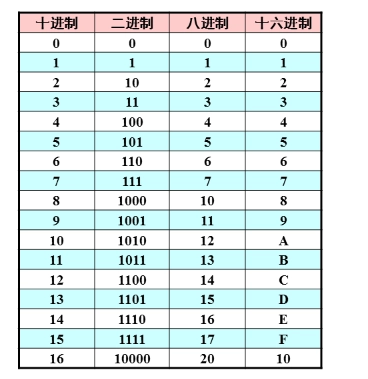 十进制 二进制 八进制 十六进制
0 0 0 0
1 1 1 1
2 10 2 2
3 11 3 3
4 100 4 4
5 101 5 5
6 110 6 6
7 111 7 7
8 1000 10 8
9 1001 11 9
10 1010 12 A
11 1011 13 B
12 1100 14 C
13 1101 15 D
14 1110 16 E
15 1111 17 F
16 10000 20 10